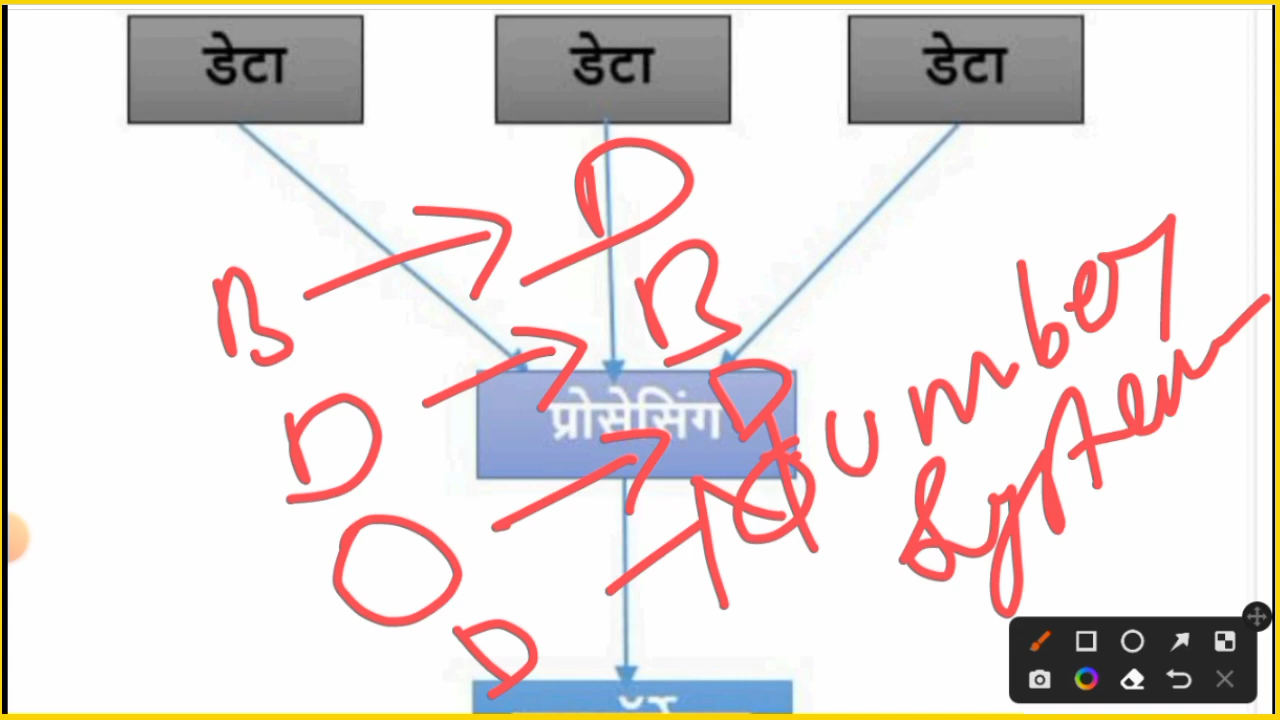 डेटा डेटा डेटा
B → D
D → B
प्रोसेसिंग
O → D
D →
Number
System